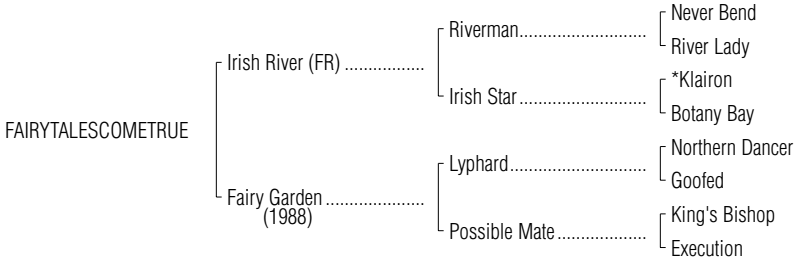 Never Bend
Riverman..........................
River Lady
Irish River (FR) .................
*Klairon
Irish Star..........................
Botany Bay
FAIRYTALESCOMETRUE
Northern Dancer
Lyphard............................
Goofed
Fairy Garden .....................
(1988)
King's Bishop
Possible Mate..................
Execution